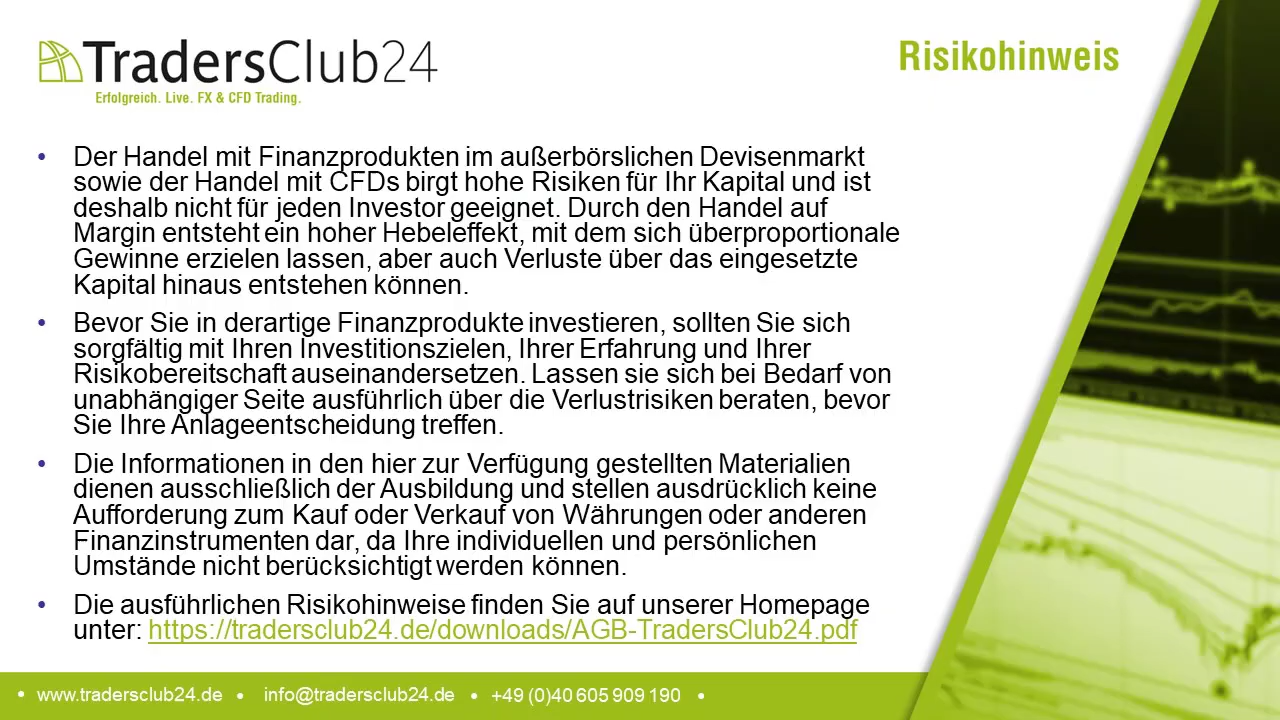 TradersClub24
Erfolgreich. Live. FX & CFD Trading.
Risikohinweis
• Der Handel mit Finanzprodukten im außerbörslichen Devisenmarkt
sowie der Handel mit CFDs birgt hohe Risiken für Ihr Kapital und ist
deshalb nicht für jeden Investor geeignet. Durch den Handel auf
Margin entsteht ein hoher Hebeleffekt, mit dem sich überproportionale
Gewinne erzielen lassen, aber auch Verluste über das eingesetzte
Kapital hinaus entstehen können.
• Bevor Sie in derartige Finanzprodukte investieren, sollten Sie sich
sorgfältig mit Ihren Investitionszielen, Ihrer Erfahrung und Ihrer
Risikobereitschaft auseinandersetzen. Lassen sie sich bei Bedarf von
unabhängiger Seite ausführlich über die Verlustrisiken beraten, bevor
Sie Ihre Anlageentscheidung treffen.
• Die Informationen in den hier zur Verfügung gestellten Materialien
dienen ausschließlich der Ausbildung und stellen ausdrücklich keine
Aufforderung zum Kauf oder Verkauf von Währungen oder anderen
Finanzinstrumenten dar, da Ihre individuellen und persönlichen
Umstände nicht berücksichtigt werden können.
• Die ausführlichen Risikohinweise finden Sie auf unserer Homepage
unter: https://tradersclub24.de/downloads/AGB-TradersClub24.pdf
• www.tradersclub24.de • info@tradersclub24.de • +49 (0)40 605 909 190 •